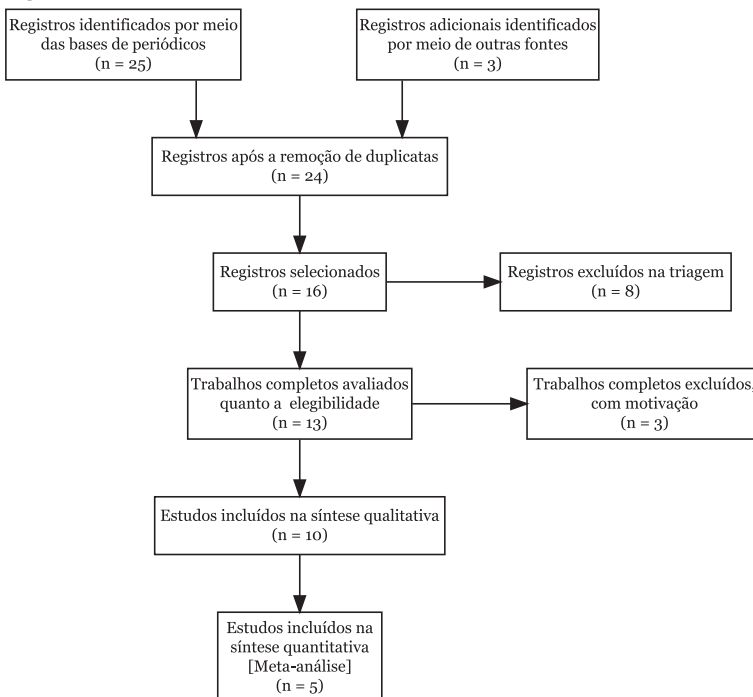 Registros identificados por meio
das bases de periódicos
(n = 25)
Registros adicionais identificados
por meio de outras fontes
(n = 3)
Registros após a remoção de duplicatas
(n = 24)
Registros selecionados
(n = 16)
Registros excluídos na triagem
(n = 8)
Trabalhos completos avaliados
quanto a elegibilidade
(n = 13)
Trabalhos completos excluídos,
com motivação
(n = 3)
Estudos incluídos na síntese qualitativa
(n = 10)
Estudos incluídos na
síntese quantitativa
[Meta-análise]
(n = 5)